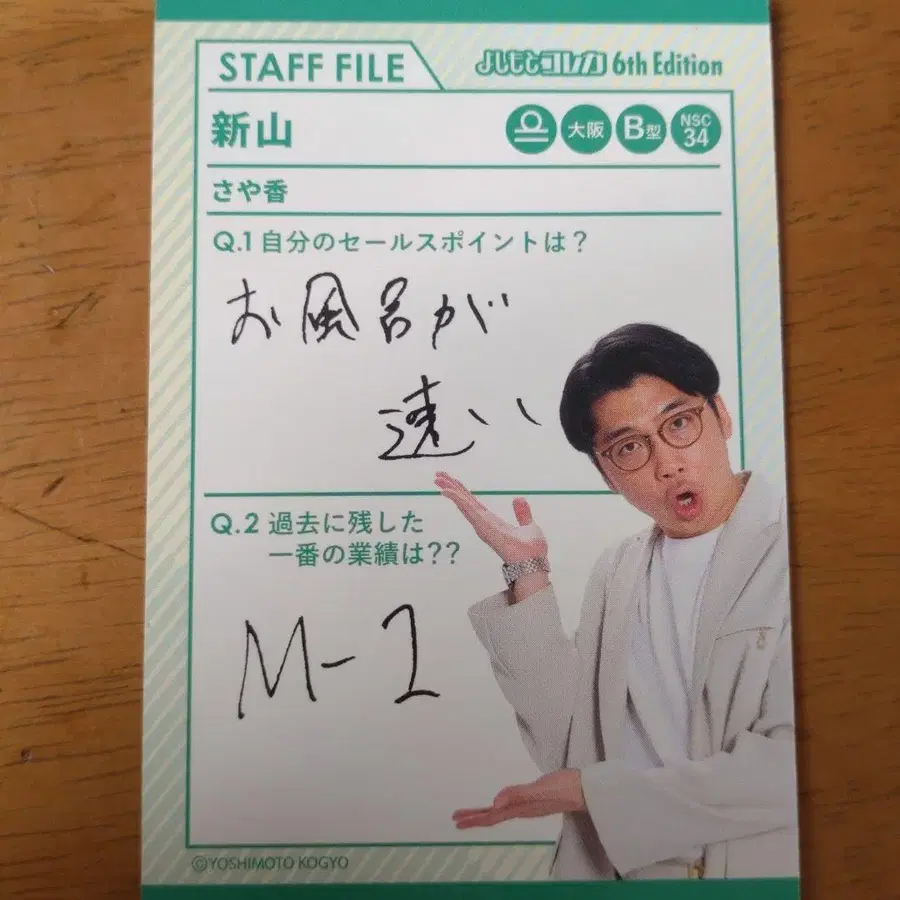 STAFF FILE
よしもとコレカ 6th Edition
新山
大阪 B型 NSC 34
さや香
Q.1 自分のセールスポイントは？
お風呂が
速い
Q.2 過去に残した
一番の業績は??
M-1
©YOSHIMOTO KOGYO